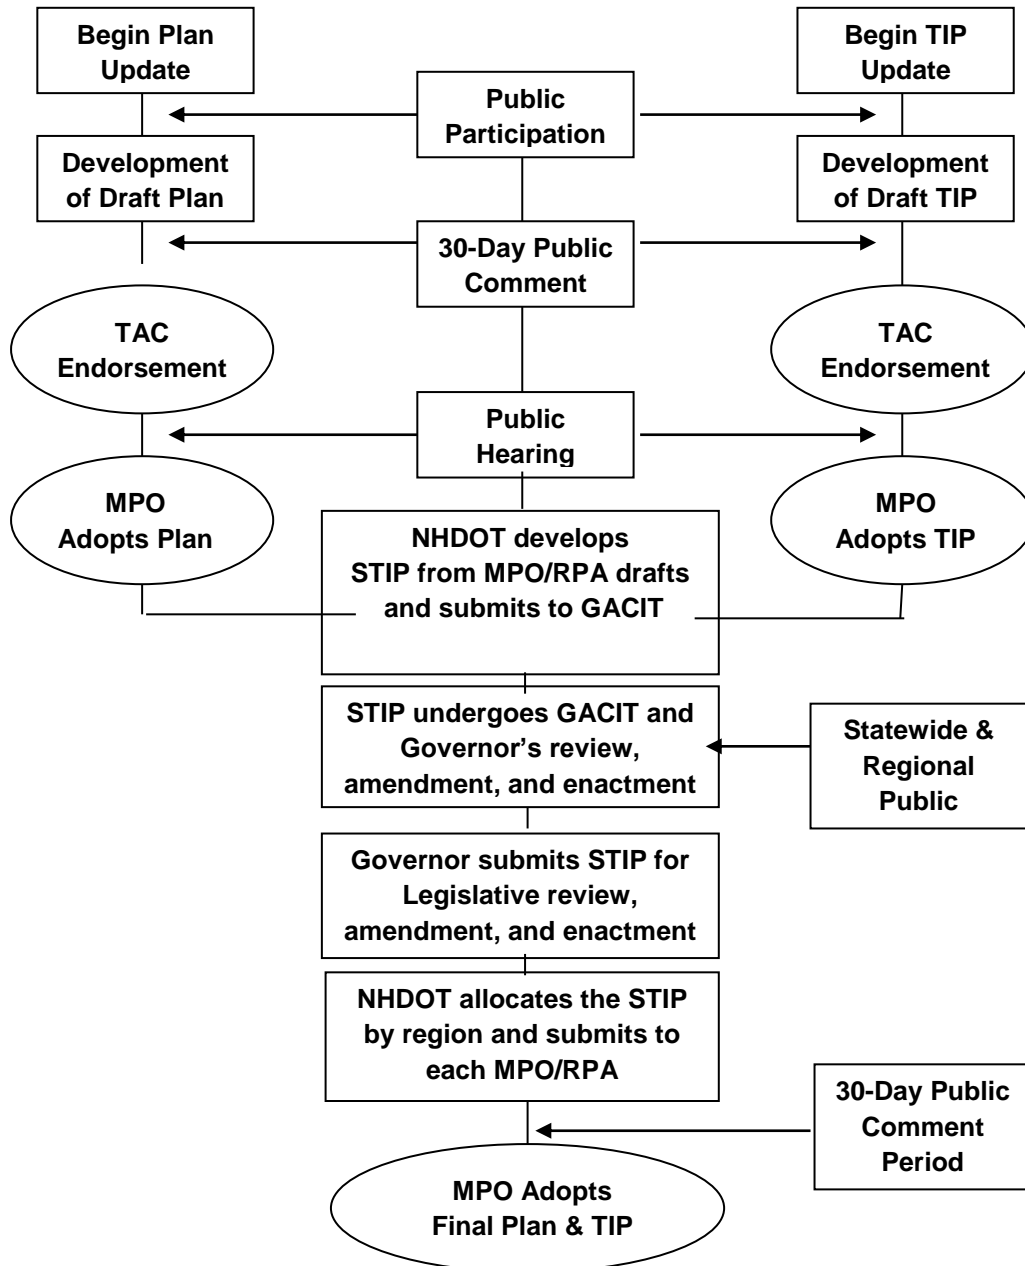 Begin Plan
Update
Begin TIP
Update
Public
Participation
Development
of Draft Plan
Development
of Draft TIP
30-Day Public
Comment
TAC
Endorsement
TAC
Endorsement
Public
Hearing
MPO
Adopts Plan
MPO
Adopts TIP
NHDOT develops
STIP from MPO/RPA drafts
and submits to GACIT
STIP undergoes GACIT and
Governor’s review,
amendment, and enactment
Statewide &
Regional
Public
Governor submits STIP for
Legislative review,
amendment, and enactment
NHDOT allocates the STIP
by region and submits to
each MPO/RPA
30-Day Public
Comment
Period
MPO Adopts
Final Plan & TIP